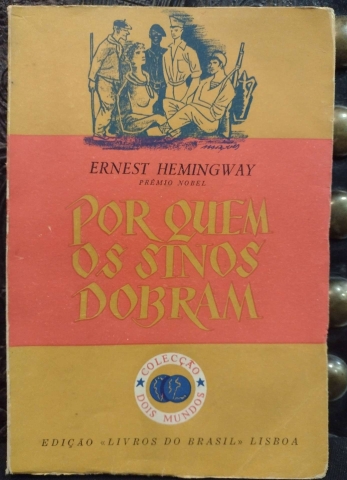 ERNEST HEMINGWAY
PRÉMIO NOBEL
POR QUEM
OS SINOS
DOBRAM
COLECÇÃO
DOIS MUNDOS
EDIÇÃO «LIVROS DO BRASIL» LISBOA